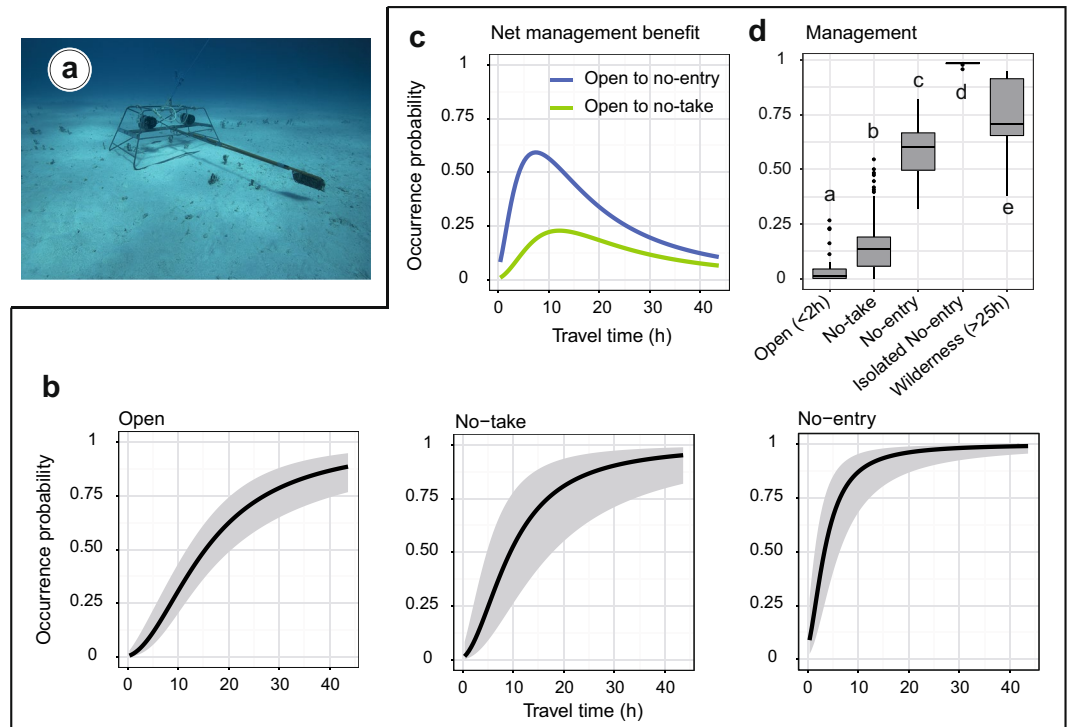 a
c
Net management benefit
Occurrence probability
1
0.75
0.50
0.25
0
Open to no-entry
Open to no-take
0
10
20
30
40
Travel time (h)
d
Management
1
0.75
0.50
0.25
0
a
b
c
d
e
Open (<2h)
No-take
No-entry
Isolated No-entry
Wilderness (>25h)
b
Open
Occurrence probability
1
0.75
0.50
0.25
0
0
10
20
30
40
No−take
1
0.75
0.50
0.25
0
0
10
20
30
40
Travel time (h)
No−entry
1
0.75
0.50
0.25
0
0
10
20
30
40